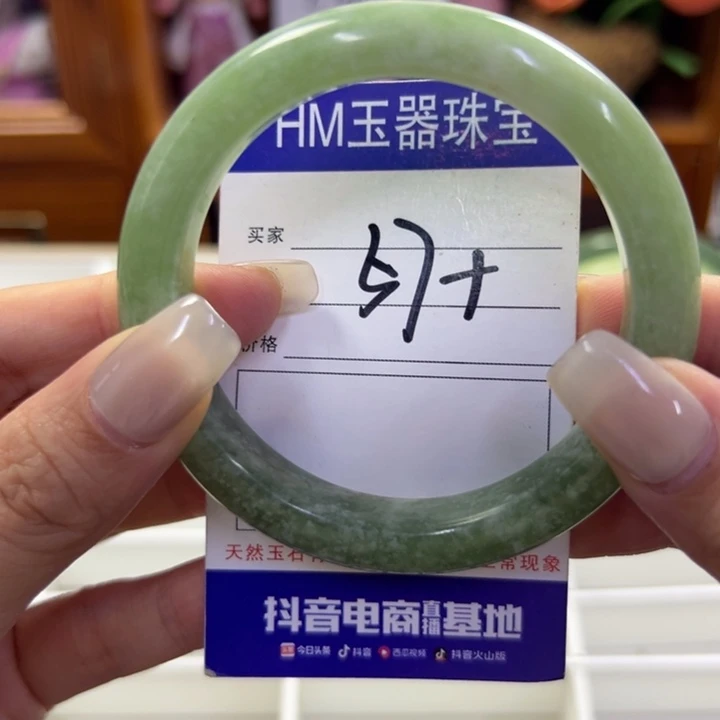 HM玉器珠宝
买家
57+
价格
天然玉石
常现象
抖音电商直播基地
今日头条 抖音 西瓜视频 抖音火山版